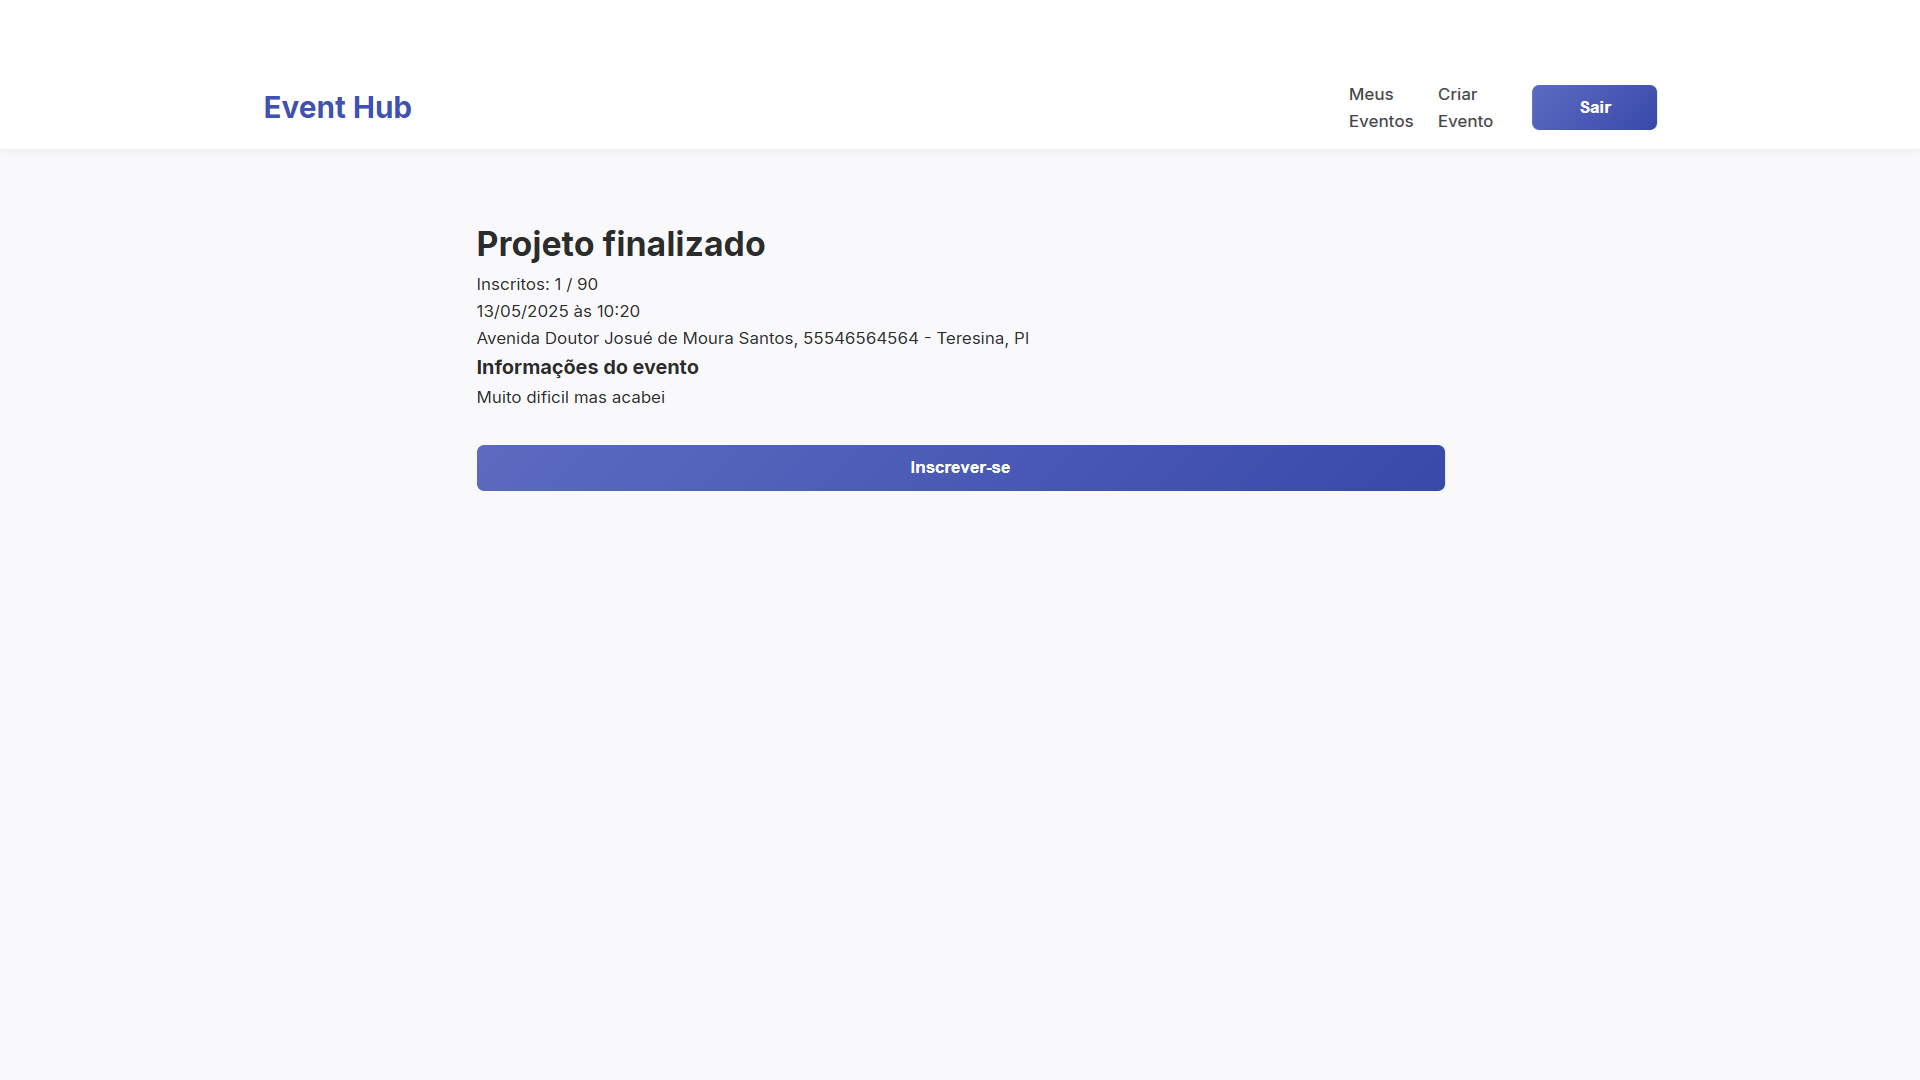 Event Hub
Meus Eventos
Criar Evento
Sair
Projeto finalizado
Inscritos: 1 / 90
13/05/2025 às 10:20
Avenida Doutor Josué de Moura Santos, 55546564564 - Teresina, PI
Informações do evento
Muito dificil mas acabei
Inscrever-se